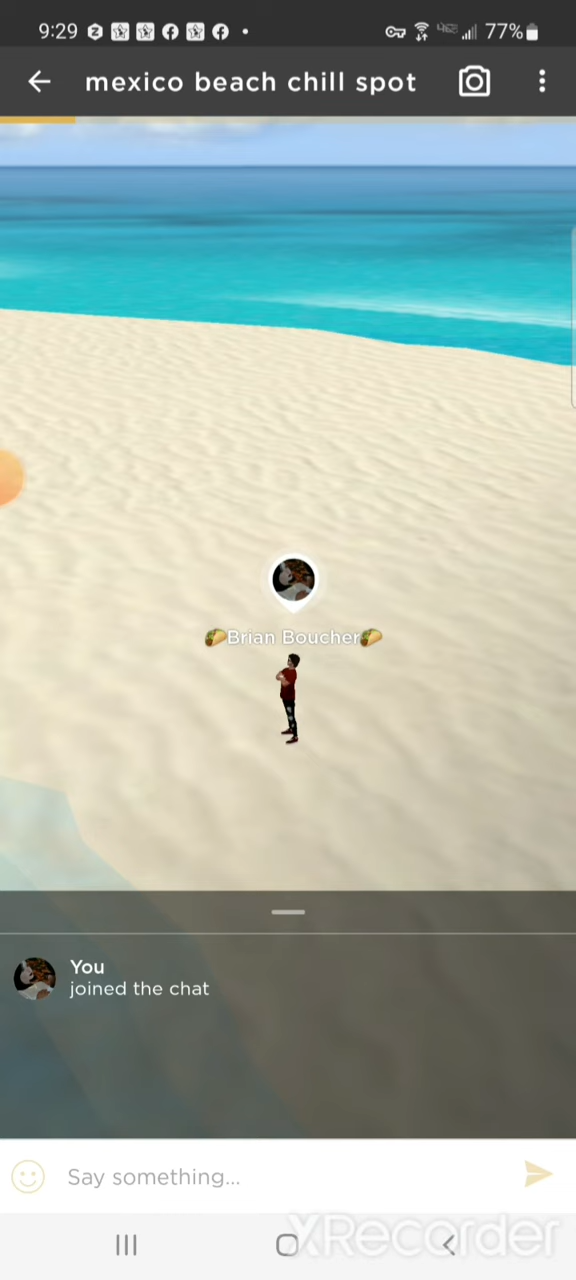 9:29
77%
mexico beach chill spot
🌮Brian Boucher🌮
You
joined the chat
Say something...
XRecorder